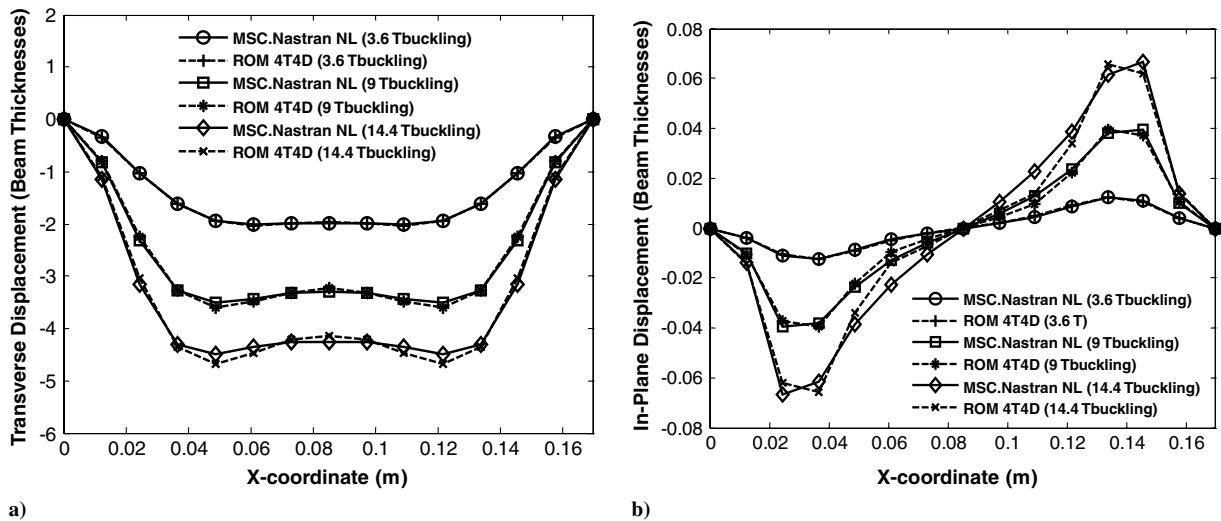 2
1
0
-1
-2
-3
-4
-5
-6
Transverse Displacement (Beam Thicknesses)
MSC.Nastran NL (3.6 Tbuckling)
ROM 4T4D (3.6 Tbuckling)
MSC.Nastran NL (9 Tbuckling)
ROM 4T4D (9 Tbuckling)
MSC.Nastran NL (14.4 Tbuckling)
ROM 4T4D (14.4 Tbuckling)
0 0.02 0.04 0.06 0.08 0.1 0.12 0.14 0.16
X-coordinate (m)
a)
0.08
0.06
0.04
0.02
0
-0.02
-0.04
-0.06
-0.08
In-Plane Displacement (Beam Thicknesses)
MSC.Nastran NL (3.6 Tbuckling)
ROM 4T4D (3.6 T)
MSC.Nastran NL (9 Tbuckling)
ROM 4T4D (9 Tbuckling)
MSC.Nastran NL (14.4 Tbuckling)
ROM 4T4D (14.4 Tbuckling)
0 0.02 0.04 0.06 0.08 0.1 0.12 0.14 0.16
X-coordinate (m)
b)